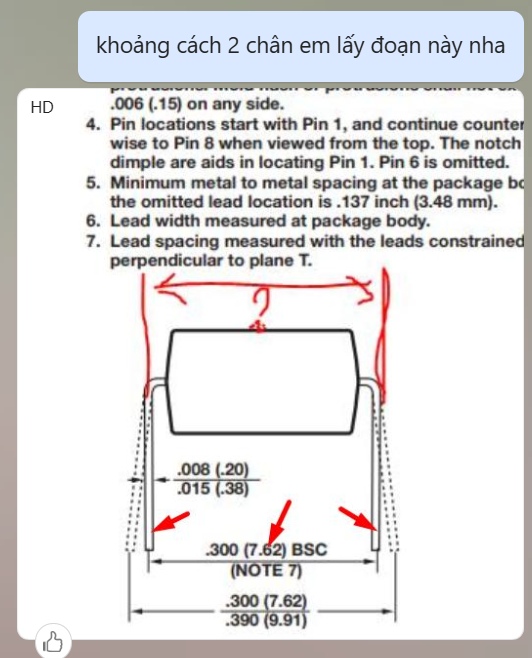 khoảng cách 2 chân em lấy đoạn này nha
HD
.006 (.15) on any side.
4. Pin locations start with Pin 1, and continue counter
wise to Pin 8 when viewed from the top. The notch
dimple are aids in locating Pin 1. Pin 6 is omitted.
5. Minimum metal to metal spacing at the package bo
the omitted lead location is .137 inch (3.48 mm).
6. Lead width measured at package body.
7. Lead spacing measured with the leads constrained
perpendicular to plane T.
?
.008 (.20)
.015 (.38)
.300 (7.62) BSC
(NOTE 7)
.300 (7.62)
.390 (9.91)